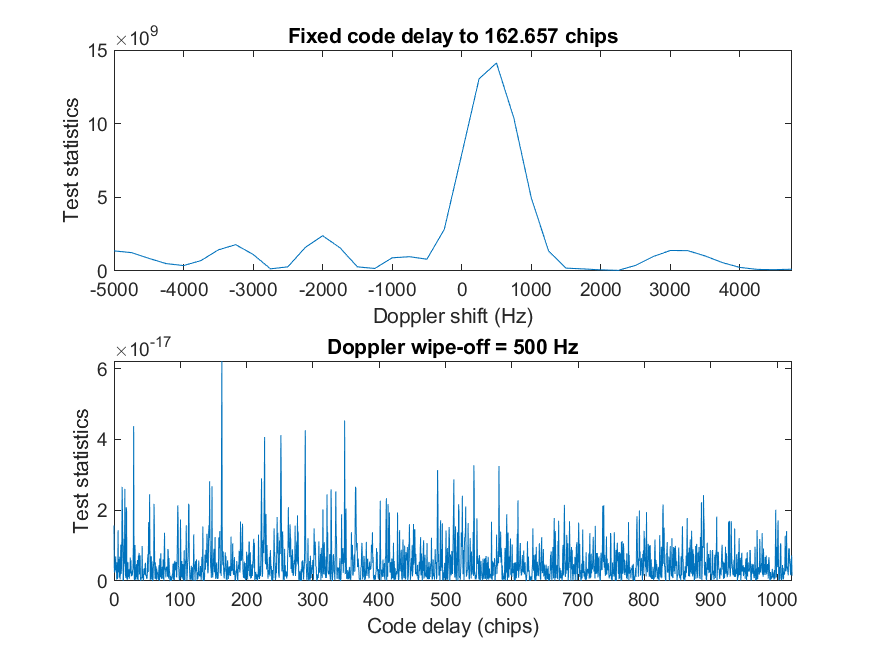 ×10^9
Fixed code delay to 162.657 chips
15
10
5
0
Test statistics
-5000 -4000 -3000 -2000 -1000 0 1000 2000 3000 4000
Doppler shift (Hz)
×10^-17
Doppler wipe-off = 500 Hz
6
4
2
0
Test statistics
0 100 200 300 400 500 600 700 800 900 1000
Code delay (chips)